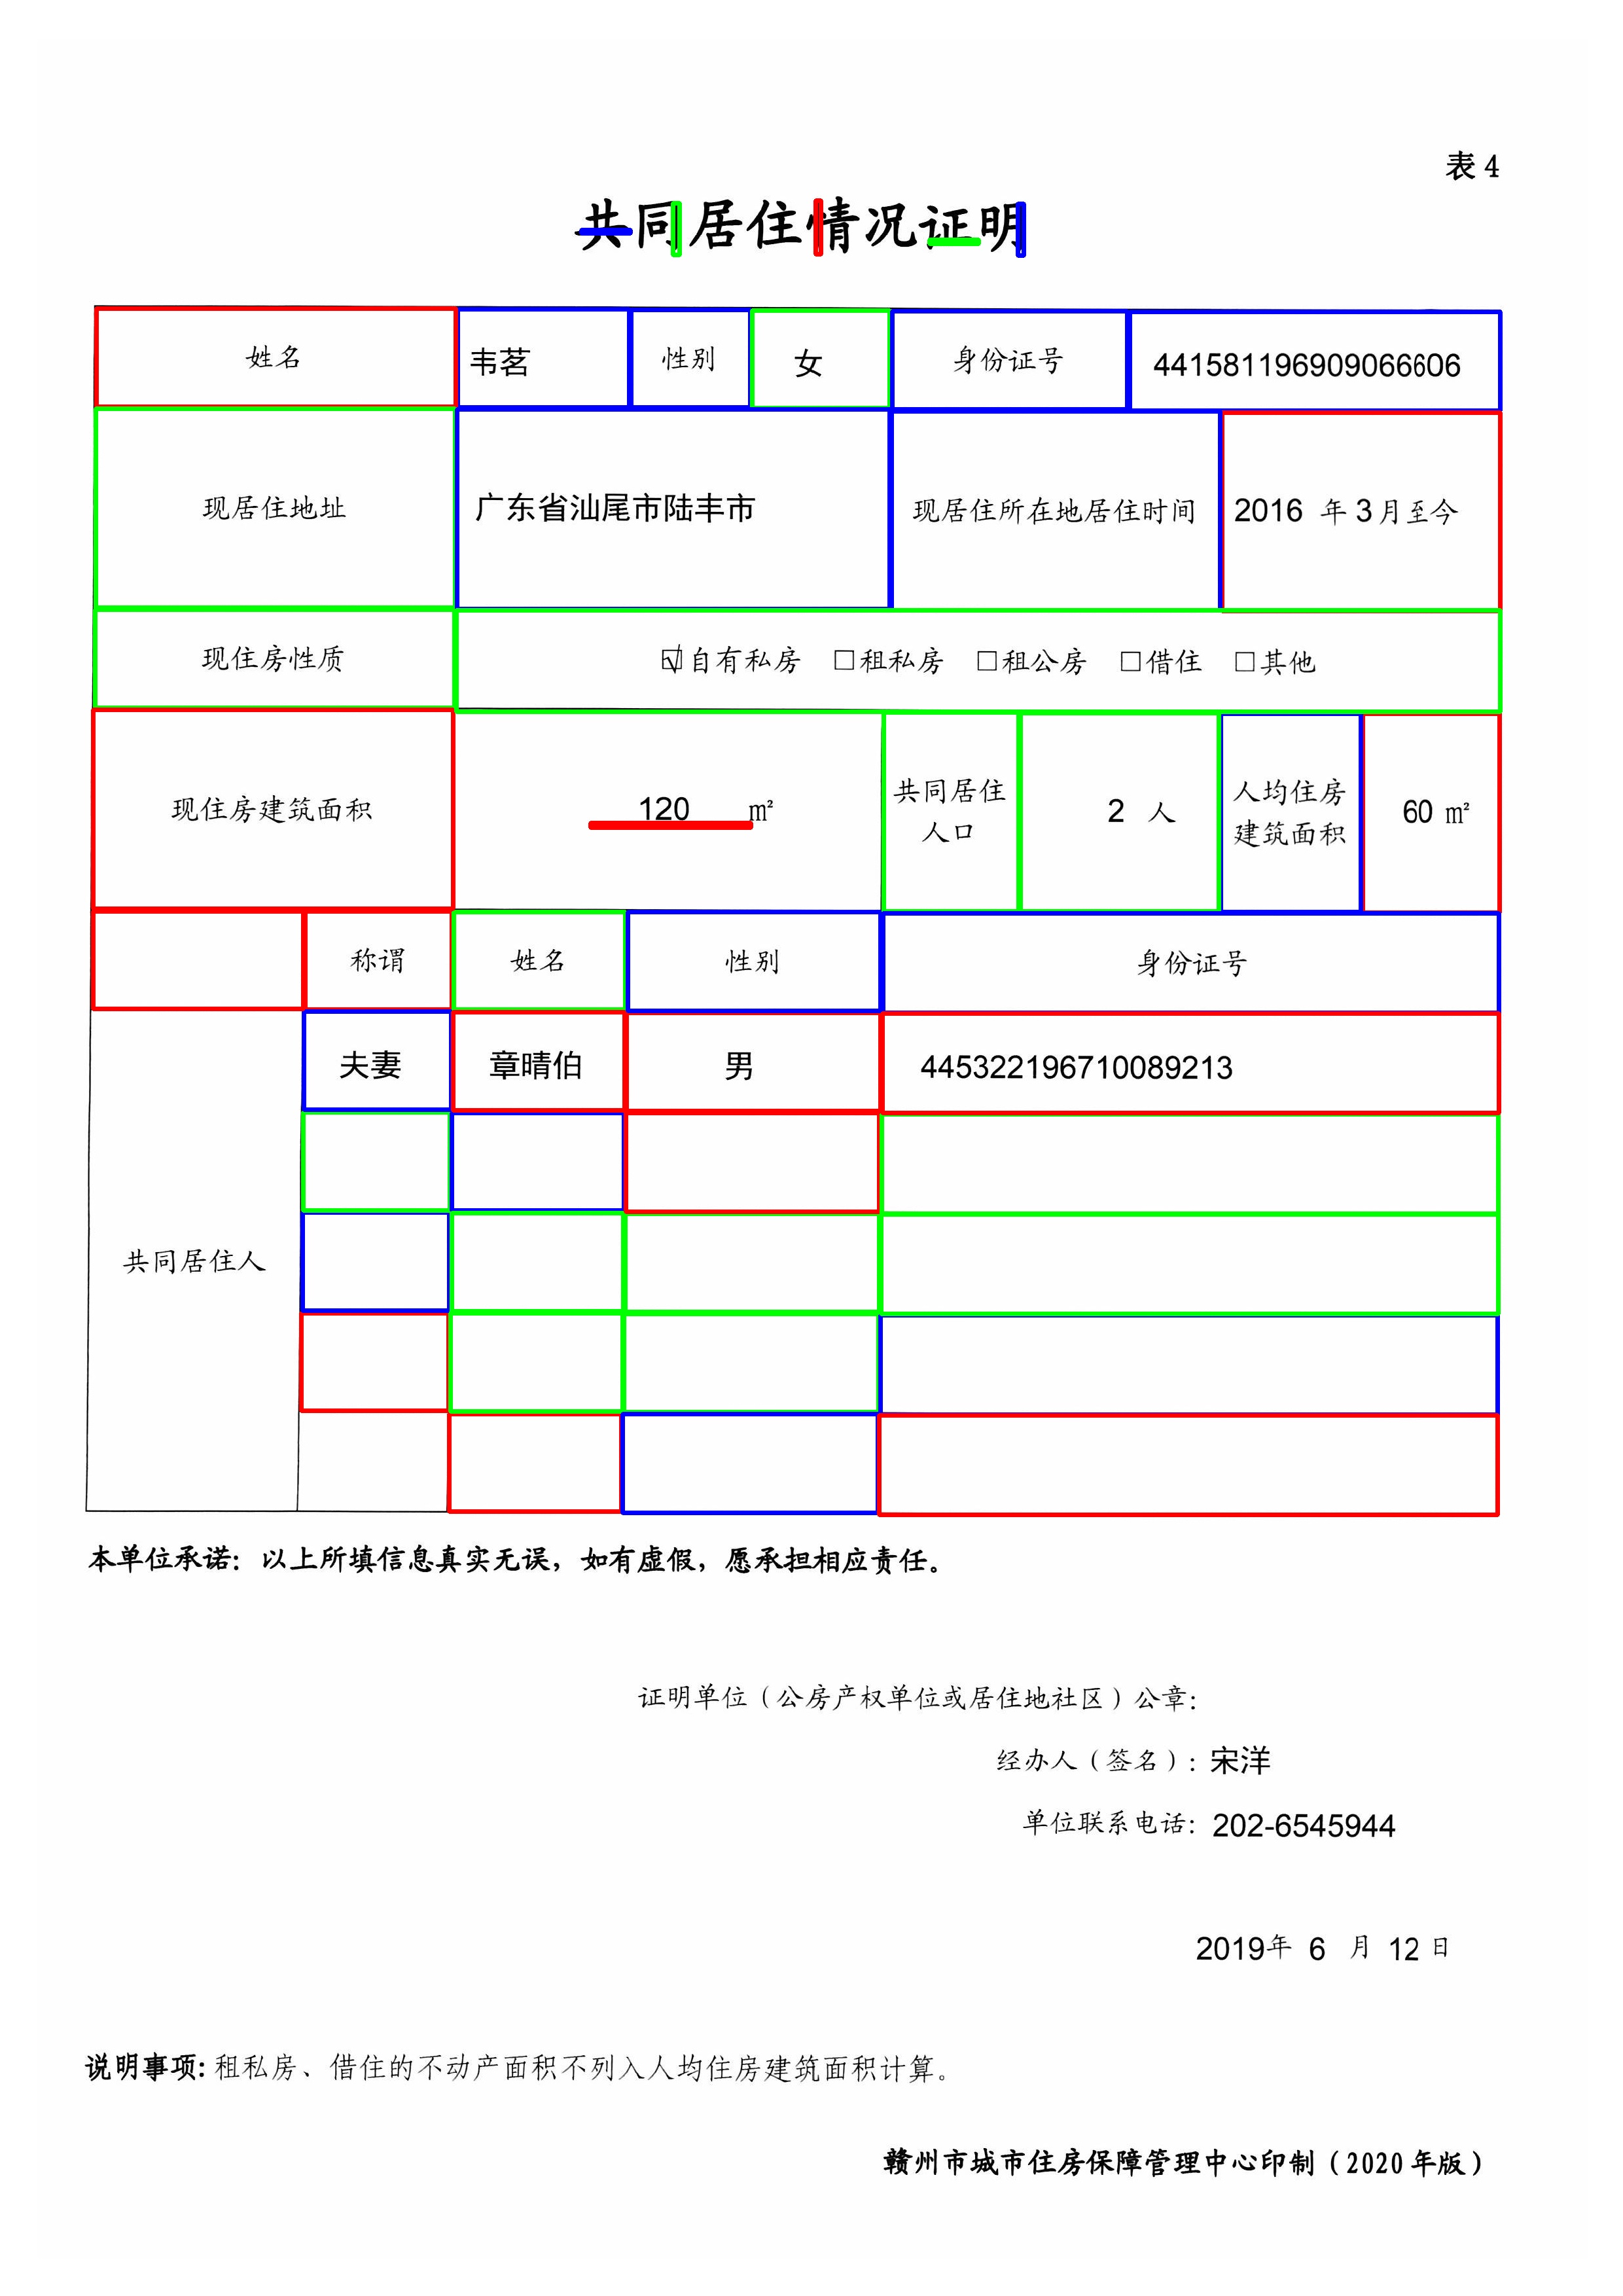 表4
共同居住情况证明
姓名 韦茗 性别 女 身份证号 441581196909066606
现居住地址 广东省汕尾市陆丰市 现居住所在地居住时间 2016 年 3月至今
现住房性质 ☑自有私房 □租私房 □租公房 □借住 □其他
现住房建筑面积 120 m² 共同居住人口 2 人 人均住房建筑面积 60 m²
称谓 姓名 性别 身份证号
夫妻 章晴伯 男 445322196710089213
共同居住人
本单位承诺：以上所填信息真实无误，如有虚假，愿承担相应责任。
证明单位（公房产权单位或居住地社区）公章：
经办人（签名）：宋洋
单位联系电话：202-6545944
2019年 6 月 12日
说明事项：租私房、借住的不动产面积不列入人均住房建筑面积计算。
赣州市城市住房保障管理中心印制（2020年版）